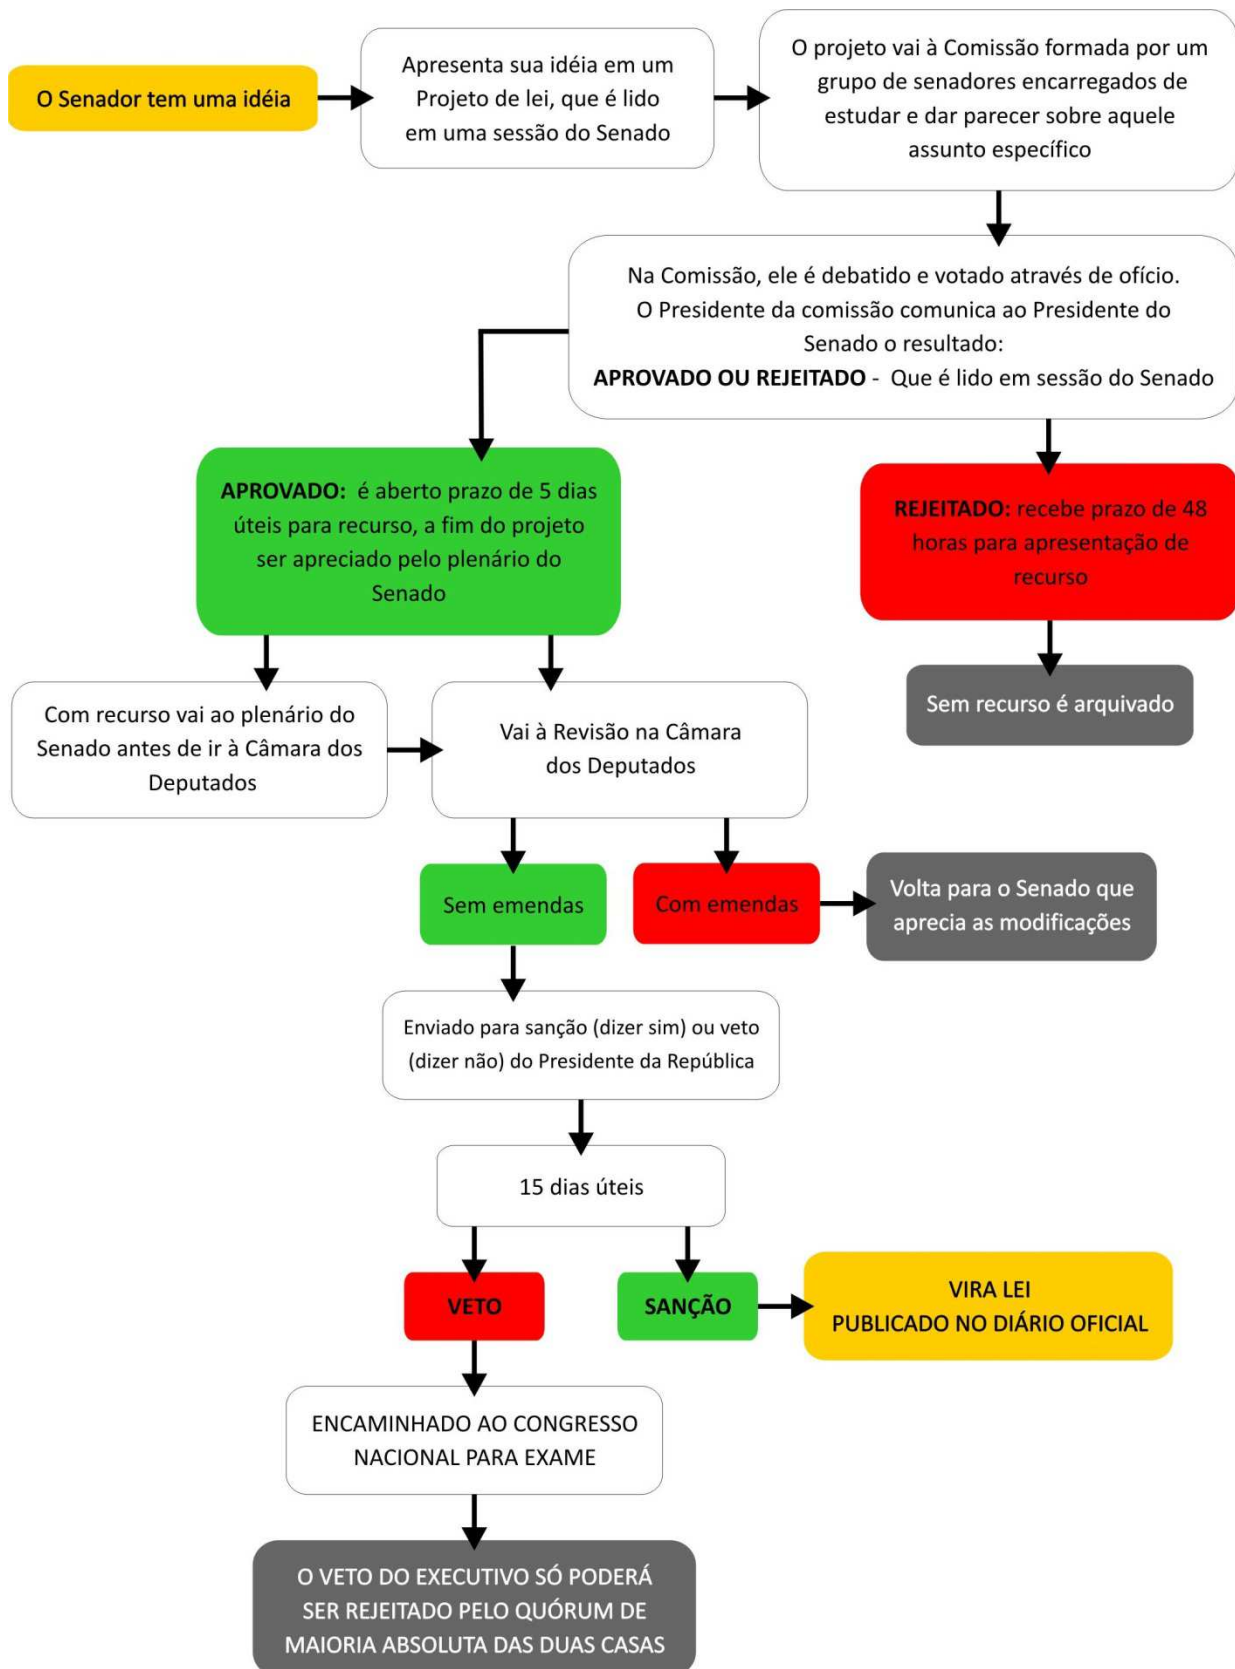 O Senador tem uma idéia
Apresenta sua idéia em um
Projeto de lei, que é lido
em uma sessão do Senado
O projeto vai à Comissão formada por um
grupo de senadores encarregados de
estudar e dar parecer sobre aquele
assunto específico
Na Comissão, ele é debatido e votado através de ofício.
O Presidente da comissão comunica ao Presidente do
Senado o resultado:
APROVADO OU REJEITADO - Que é lido em sessão do Senado
APROVADO: é aberto prazo de 5 dias
úteis para recurso, a fim do projeto
ser apreciado pelo plenário do
Senado
REJEITADO: recebe prazo de 48
horas para apresentação de
recurso
Com recurso vai ao plenário do
Senado antes de ir à Câmara dos
Deputados
Vai à Revisão na Câmara
dos Deputados
Sem recurso é arquivado
Sem emendas
Com emendas
Volta para o Senado que
aprecia as modificações
Enviado para sanção (dizer sim) ou veto
(dizer não) do Presidente da República
15 dias úteis
VETO
SANÇÃO
VIRA LEI
PUBLICADO NO DIÁRIO OFICIAL
ENCAMINHADO AO CONGRESSO
NACIONAL PARA EXAME
O VETO DO EXECUTIVO SÓ PODERÁ
SER REJEITADO PELO QUÓRUM DE
MAIORIA ABSOLUTA DAS DUAS CASAS